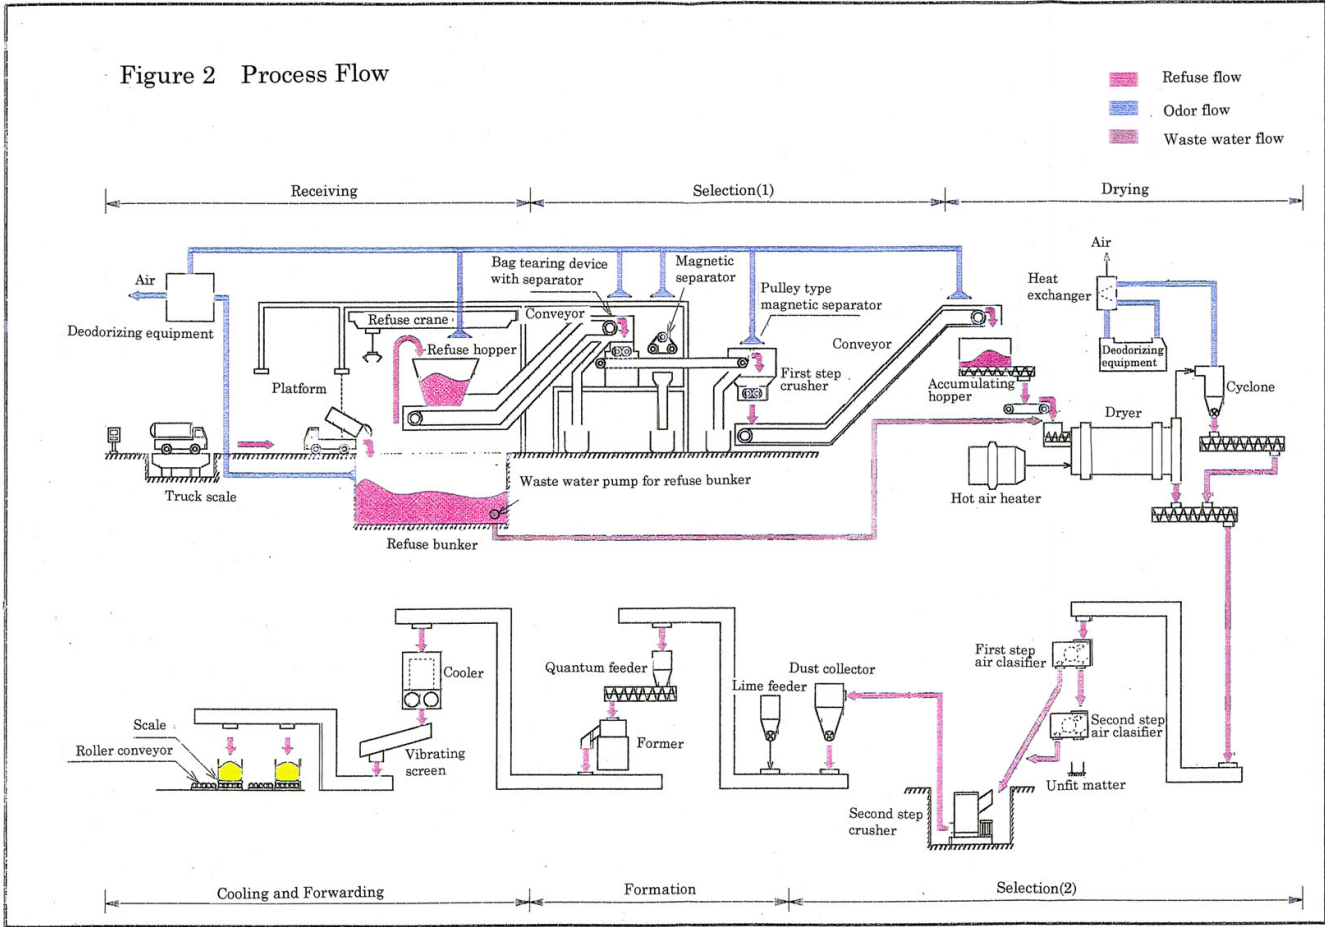 Figure 2 Process Flow
Refuse flow
Odor flow
Waste water flow
Receiving
Selection(1)
Drying
Air
Deodorizing equipment
Refuse crane
Conveyor
Bag tearing device
with separator
Magnetic
separator
Pulley type
magnetic separator
Air
Heat
exchanger
Refuse hopper
Platform
First step
crusher
Conveyor
Deodorizing
equipment
Accumulating
hopper
Cyclone
Dryer
Truck scale
Waste water pump for refuse bunker
Refuse bunker
Hot air heater
Cooler
Quantum feeder
Dust collector
Lime feeder
First step
air clasifier
Second step
air clasifier
Scale
Roller conveyor
Vibrating
screen
Former
Unfit matter
Second step
crusher
Cooling and Forwarding
Formation
Selection(2)